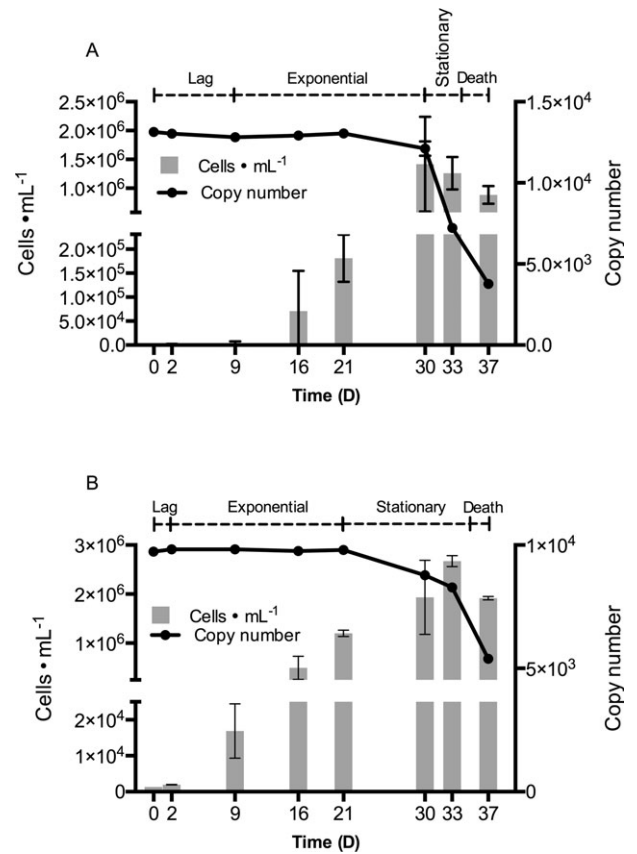 A
Lag Exponential Stationary Death
2.5×10⁶
2.0×10⁶
1.5×10⁶
1.0×10⁶
2.0×10⁵
1.5×10⁵
1.0×10⁵
5.0×10⁴
0.0
Cells • mL⁻¹
Cells • mL⁻¹
Copy number
1.5×10⁴
1.0×10⁴
5.0×10³
0.0
Copy number
0 2 9 16 21 30 33 37
Time (D)
B
Lag Exponential Stationary Death
3×10⁶
2×10⁶
1×10⁶
2×10⁴
1×10⁴
0
Cells • mL⁻¹
Cells • mL⁻¹
Copy number
1×10⁴
5×10³
0
Copy number
0 2 9 16 21 30 33 37
Time (D)